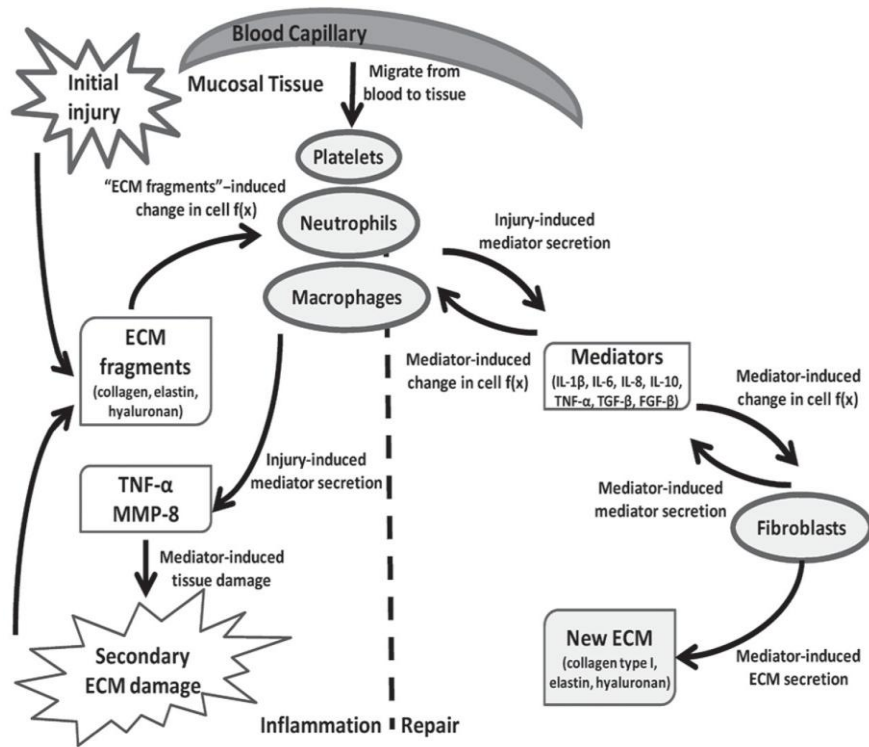 Blood Capillary
Initial
injury
Mucosal Tissue
Migrate from
blood to tissue
Platelets
“ECM fragments”–induced
change in cell f(x)
Neutrophils
Injury-induced
mediator secretion
Macrophages
ECM
fragments
(collagen, elastin,
hyaluronan)
Mediator-induced
change in cell f(x)
Mediators
(IL-1β, IL-6, IL-8, IL-10,
TNF-α, TGF-β, FGF-β)
Mediator-induced
change in cell f(x)
Injury-induced
mediator secretion
TNF-α
MMP-8
Mediator-induced
mediator secretion
Fibroblasts
Mediator-induced
tissue damage
Secondary
ECM damage
New ECM
(collagen type I,
elastin, hyaluronan)
Mediator-induced
ECM secretion
Inflammation
Repair